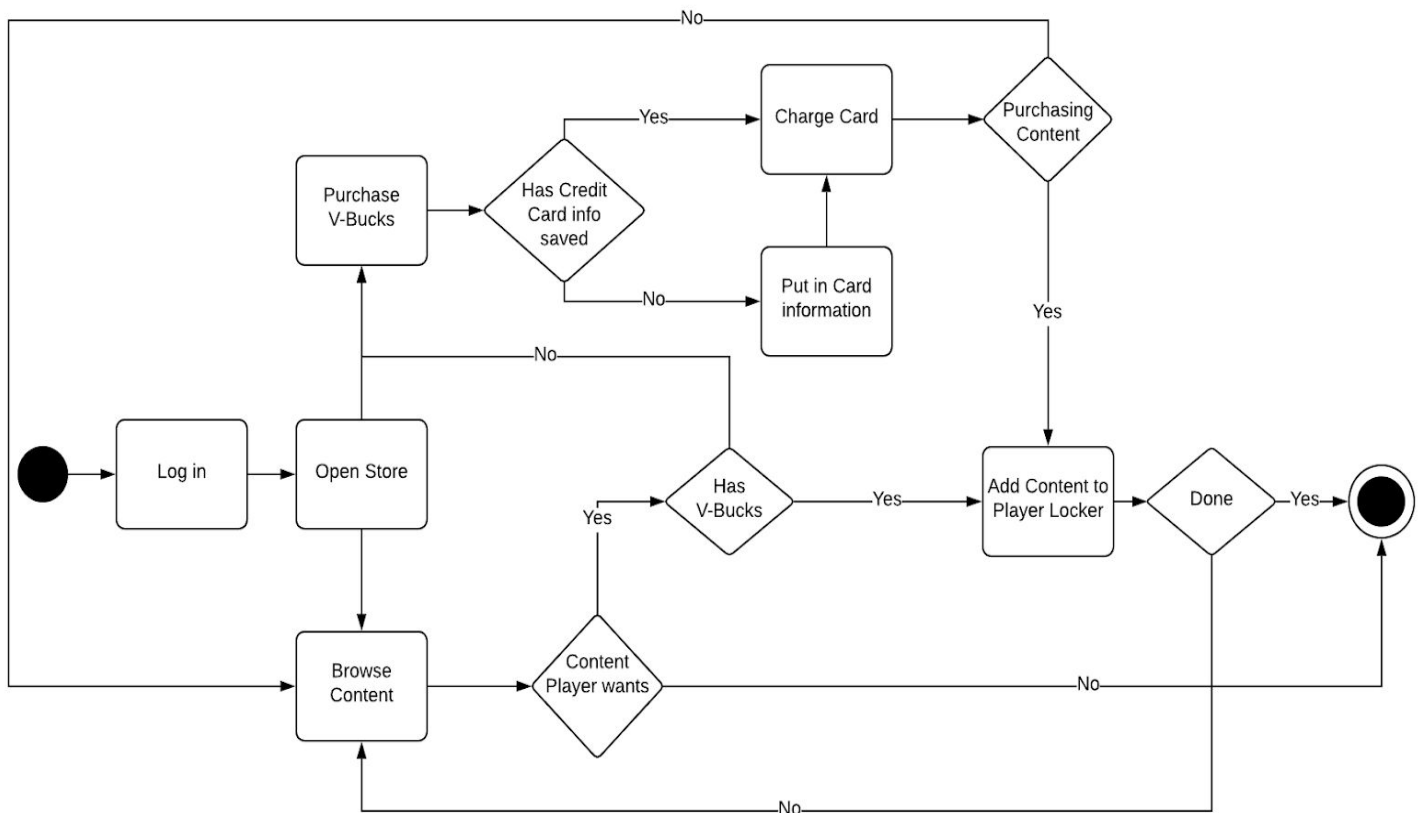 No
Purchasing
Content
Charge Card
Yes
Purchase
V-Bucks
Has Credit
Card info
saved
Put in Card
information
No
Yes
No
Log in
Open Store
Has
V-Bucks
Yes
Yes
Add Content to
Player Locker
Done
Yes
Browse
Content
Content
Player wants
No
No